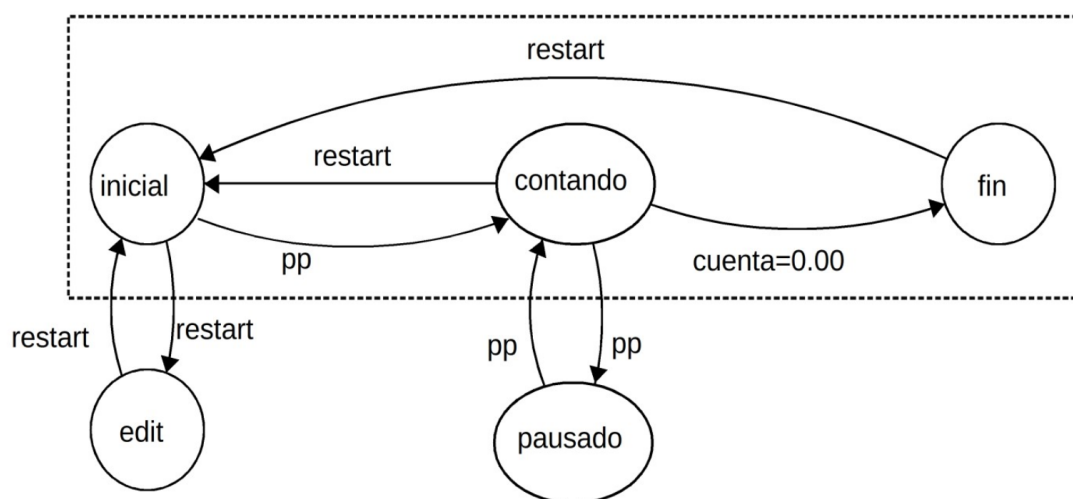 restart
restart
inicial
contando
fin
pp
cuenta=0.00
restart
restart
pp
pp
edit
pausado